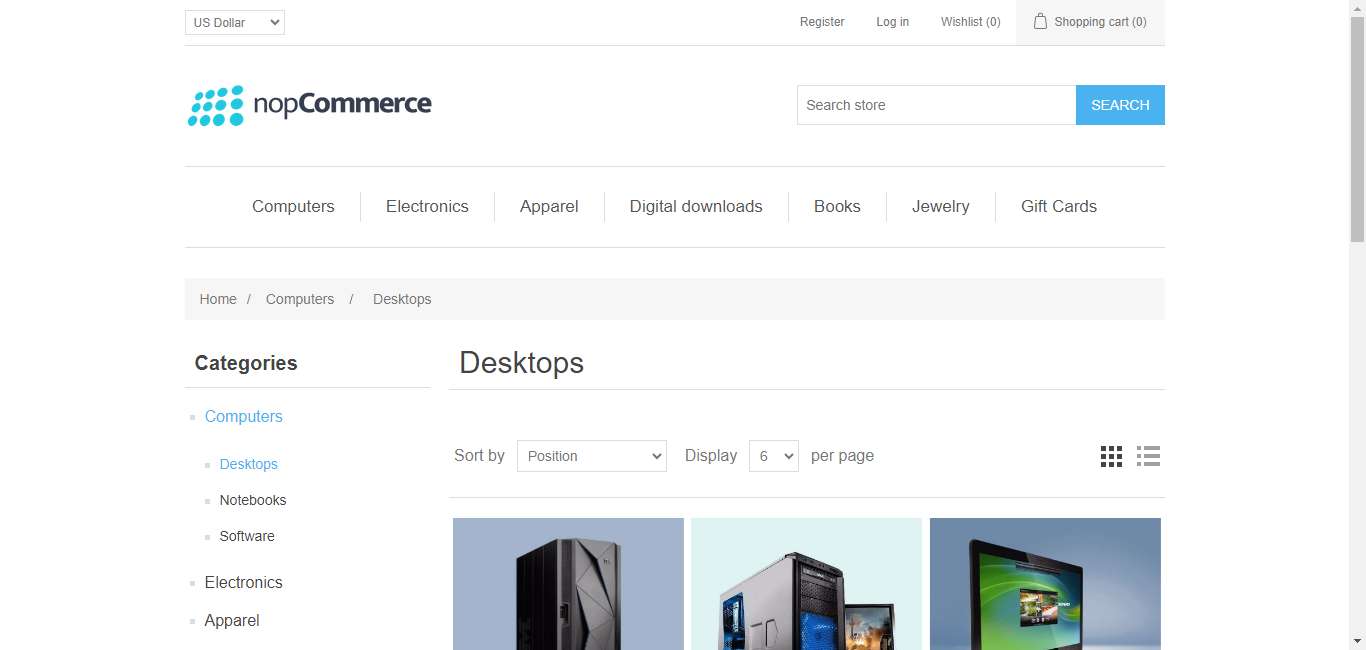 US Dollar
Register
Log in
Wishlist (0)
Shopping cart (0)
nopCommerce
Search store
SEARCH
Computers
Electronics
Apparel
Digital downloads
Books
Jewelry
Gift Cards
Home / Computers / Desktops
Categories
Computers
Desktops
Notebooks
Software
Electronics
Apparel
Desktops
Sort by Position Display 6 per page